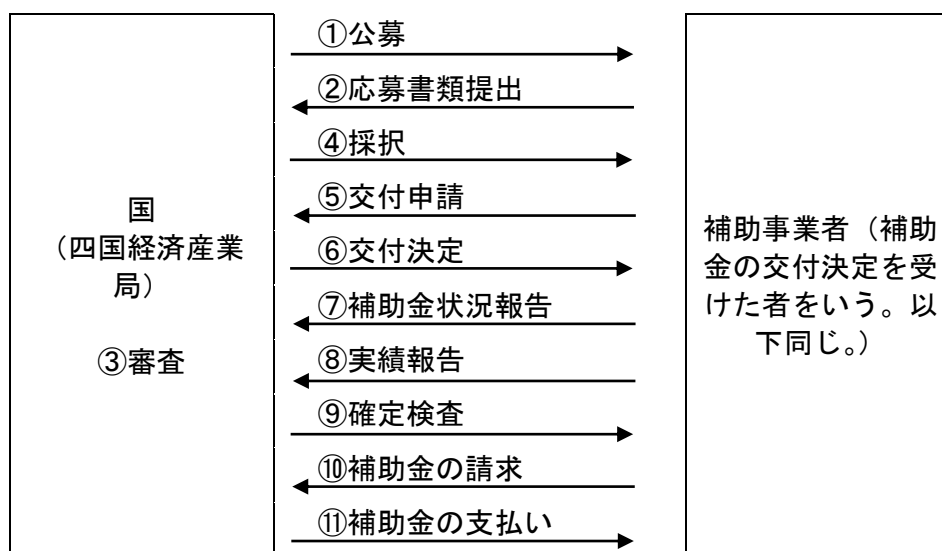 ①公募
②応募書類提出
④採択
⑤交付申請
⑥交付決定
⑦補助金状況報告
⑧実績報告
⑨確定検査
⑩補助金の請求
⑪補助金の支払い
国
（四国経済産業
局）
③審査
補助事業者（補助
金の交付決定を受
けた者をいう。以
下同じ。）